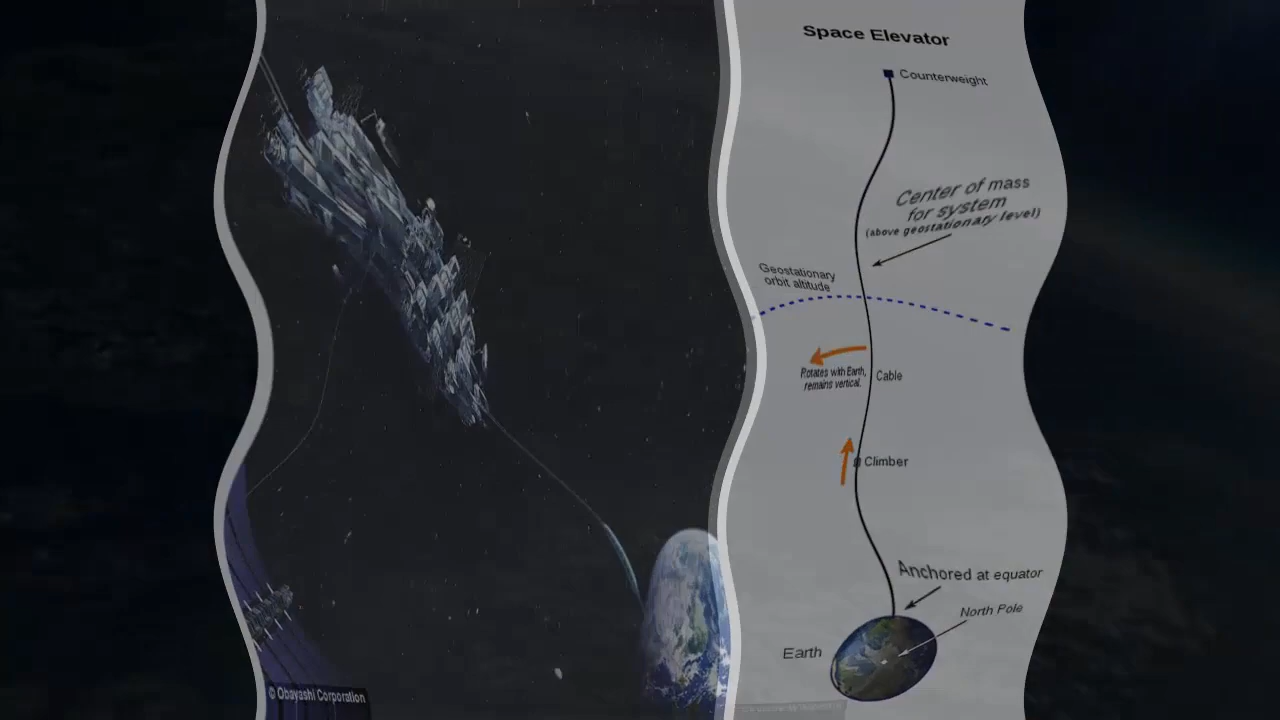 Space Elevator
Counterweight
Center of mass
for system
(above geostationary level)
Geostationary
orbit altitude
Rotates with Earth,
remains vertical.
Cable
Climber
Anchored at equator
North Pole
Earth
© Obayashi Corporation